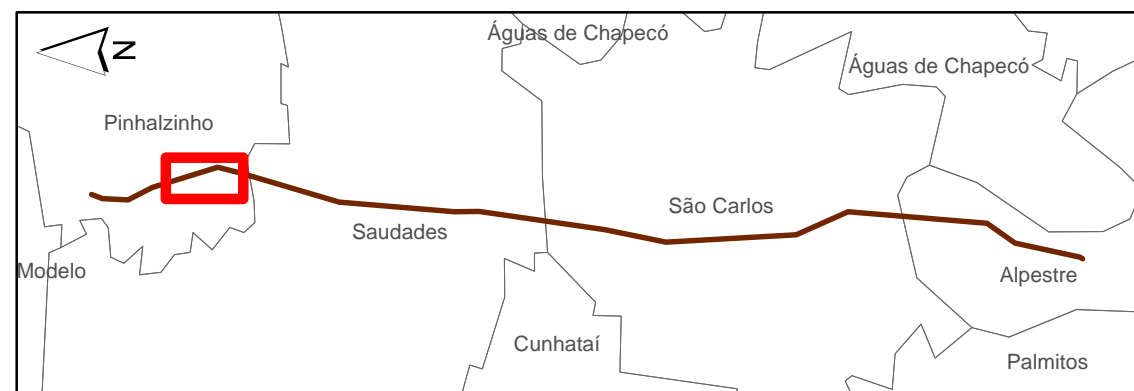 Águas de Chapecó
N
Águas de Chapecó
Pinhalzinho
São Carlos
Saudades
Modelo
Alpestre
Cunhataí
Palmitos